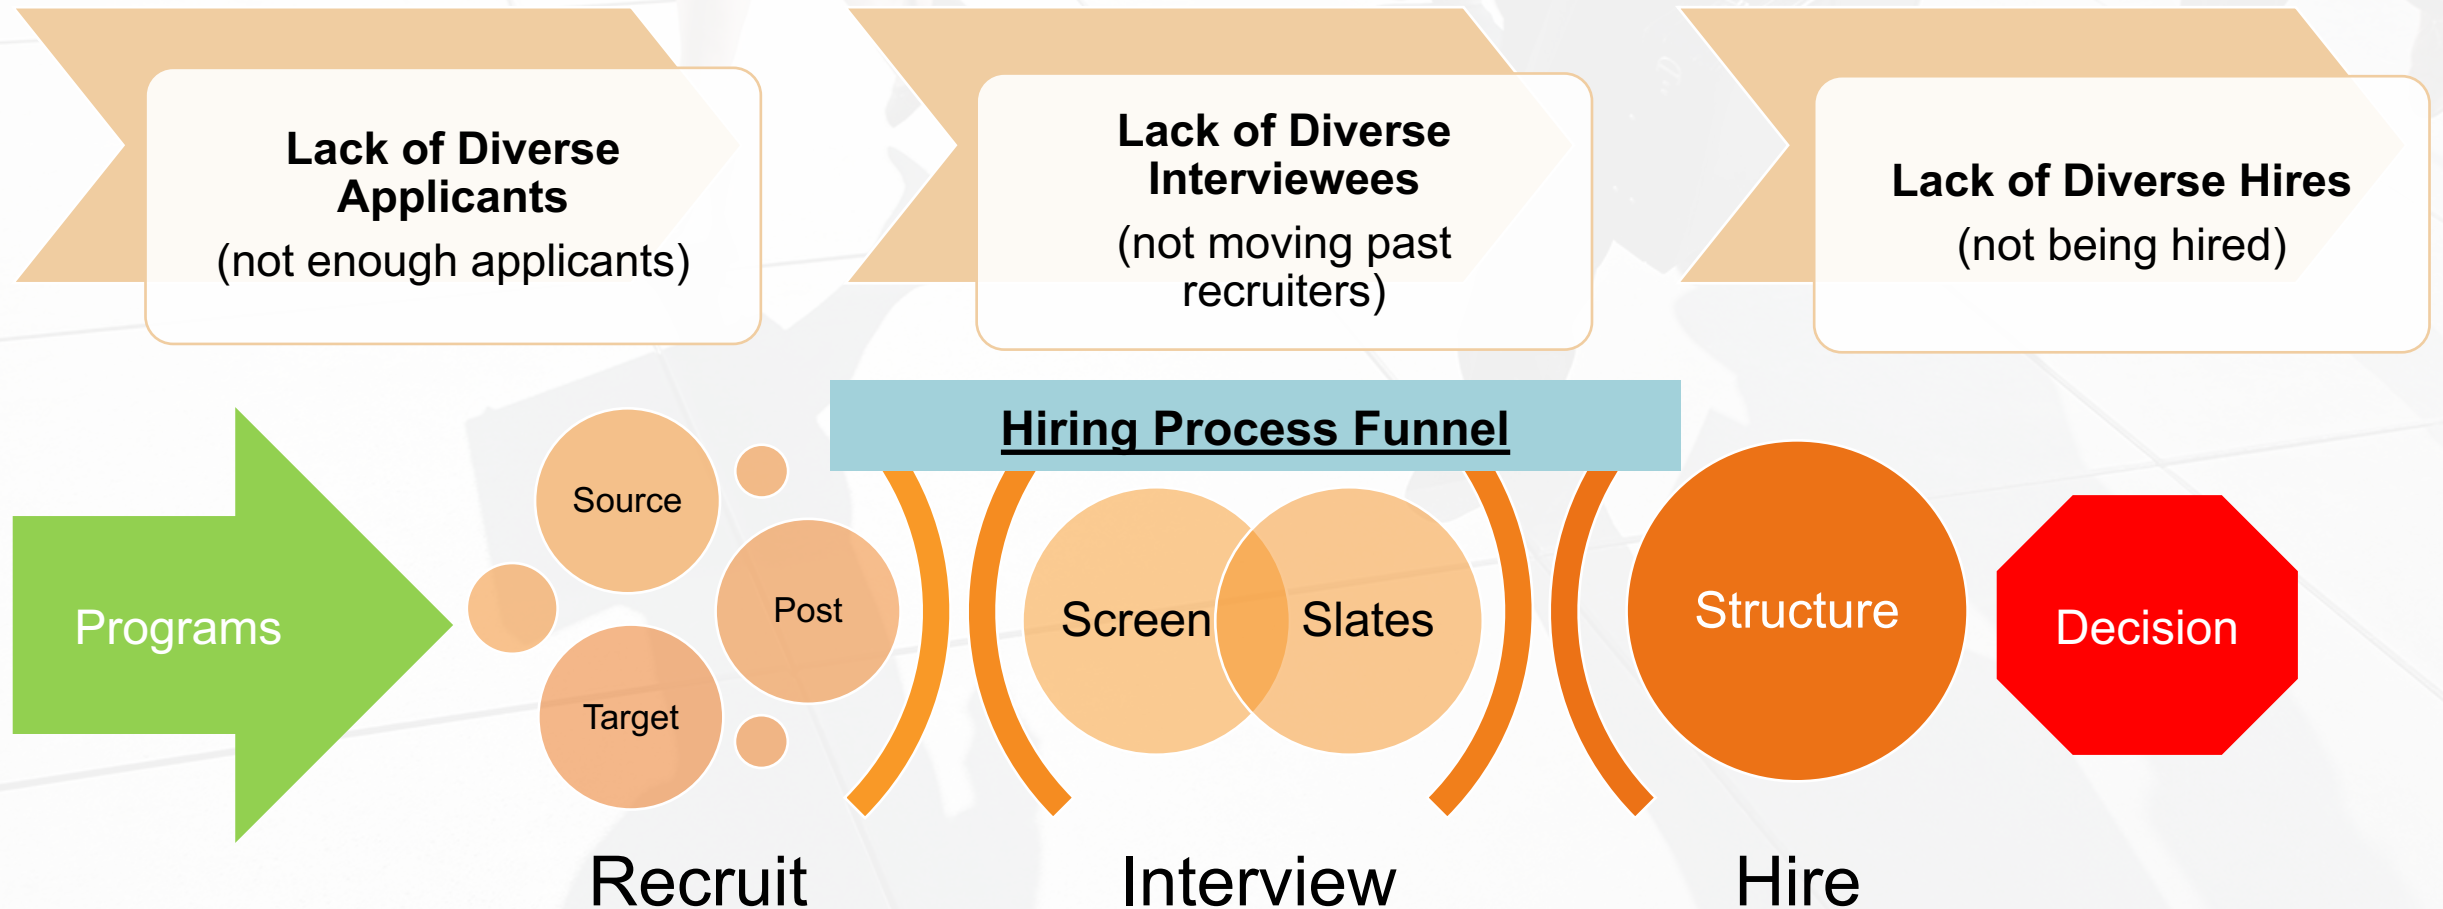 Lack of Diverse
Applicants
(not enough applicants)
Lack of Diverse
Interviewees
(not moving past
recruiters)
Lack of Diverse Hires
(not being hired)
Hiring Process Funnel
Programs
Source
Post
Target
Screen
Slates
Structure
Decision
Recruit
Interview
Hire